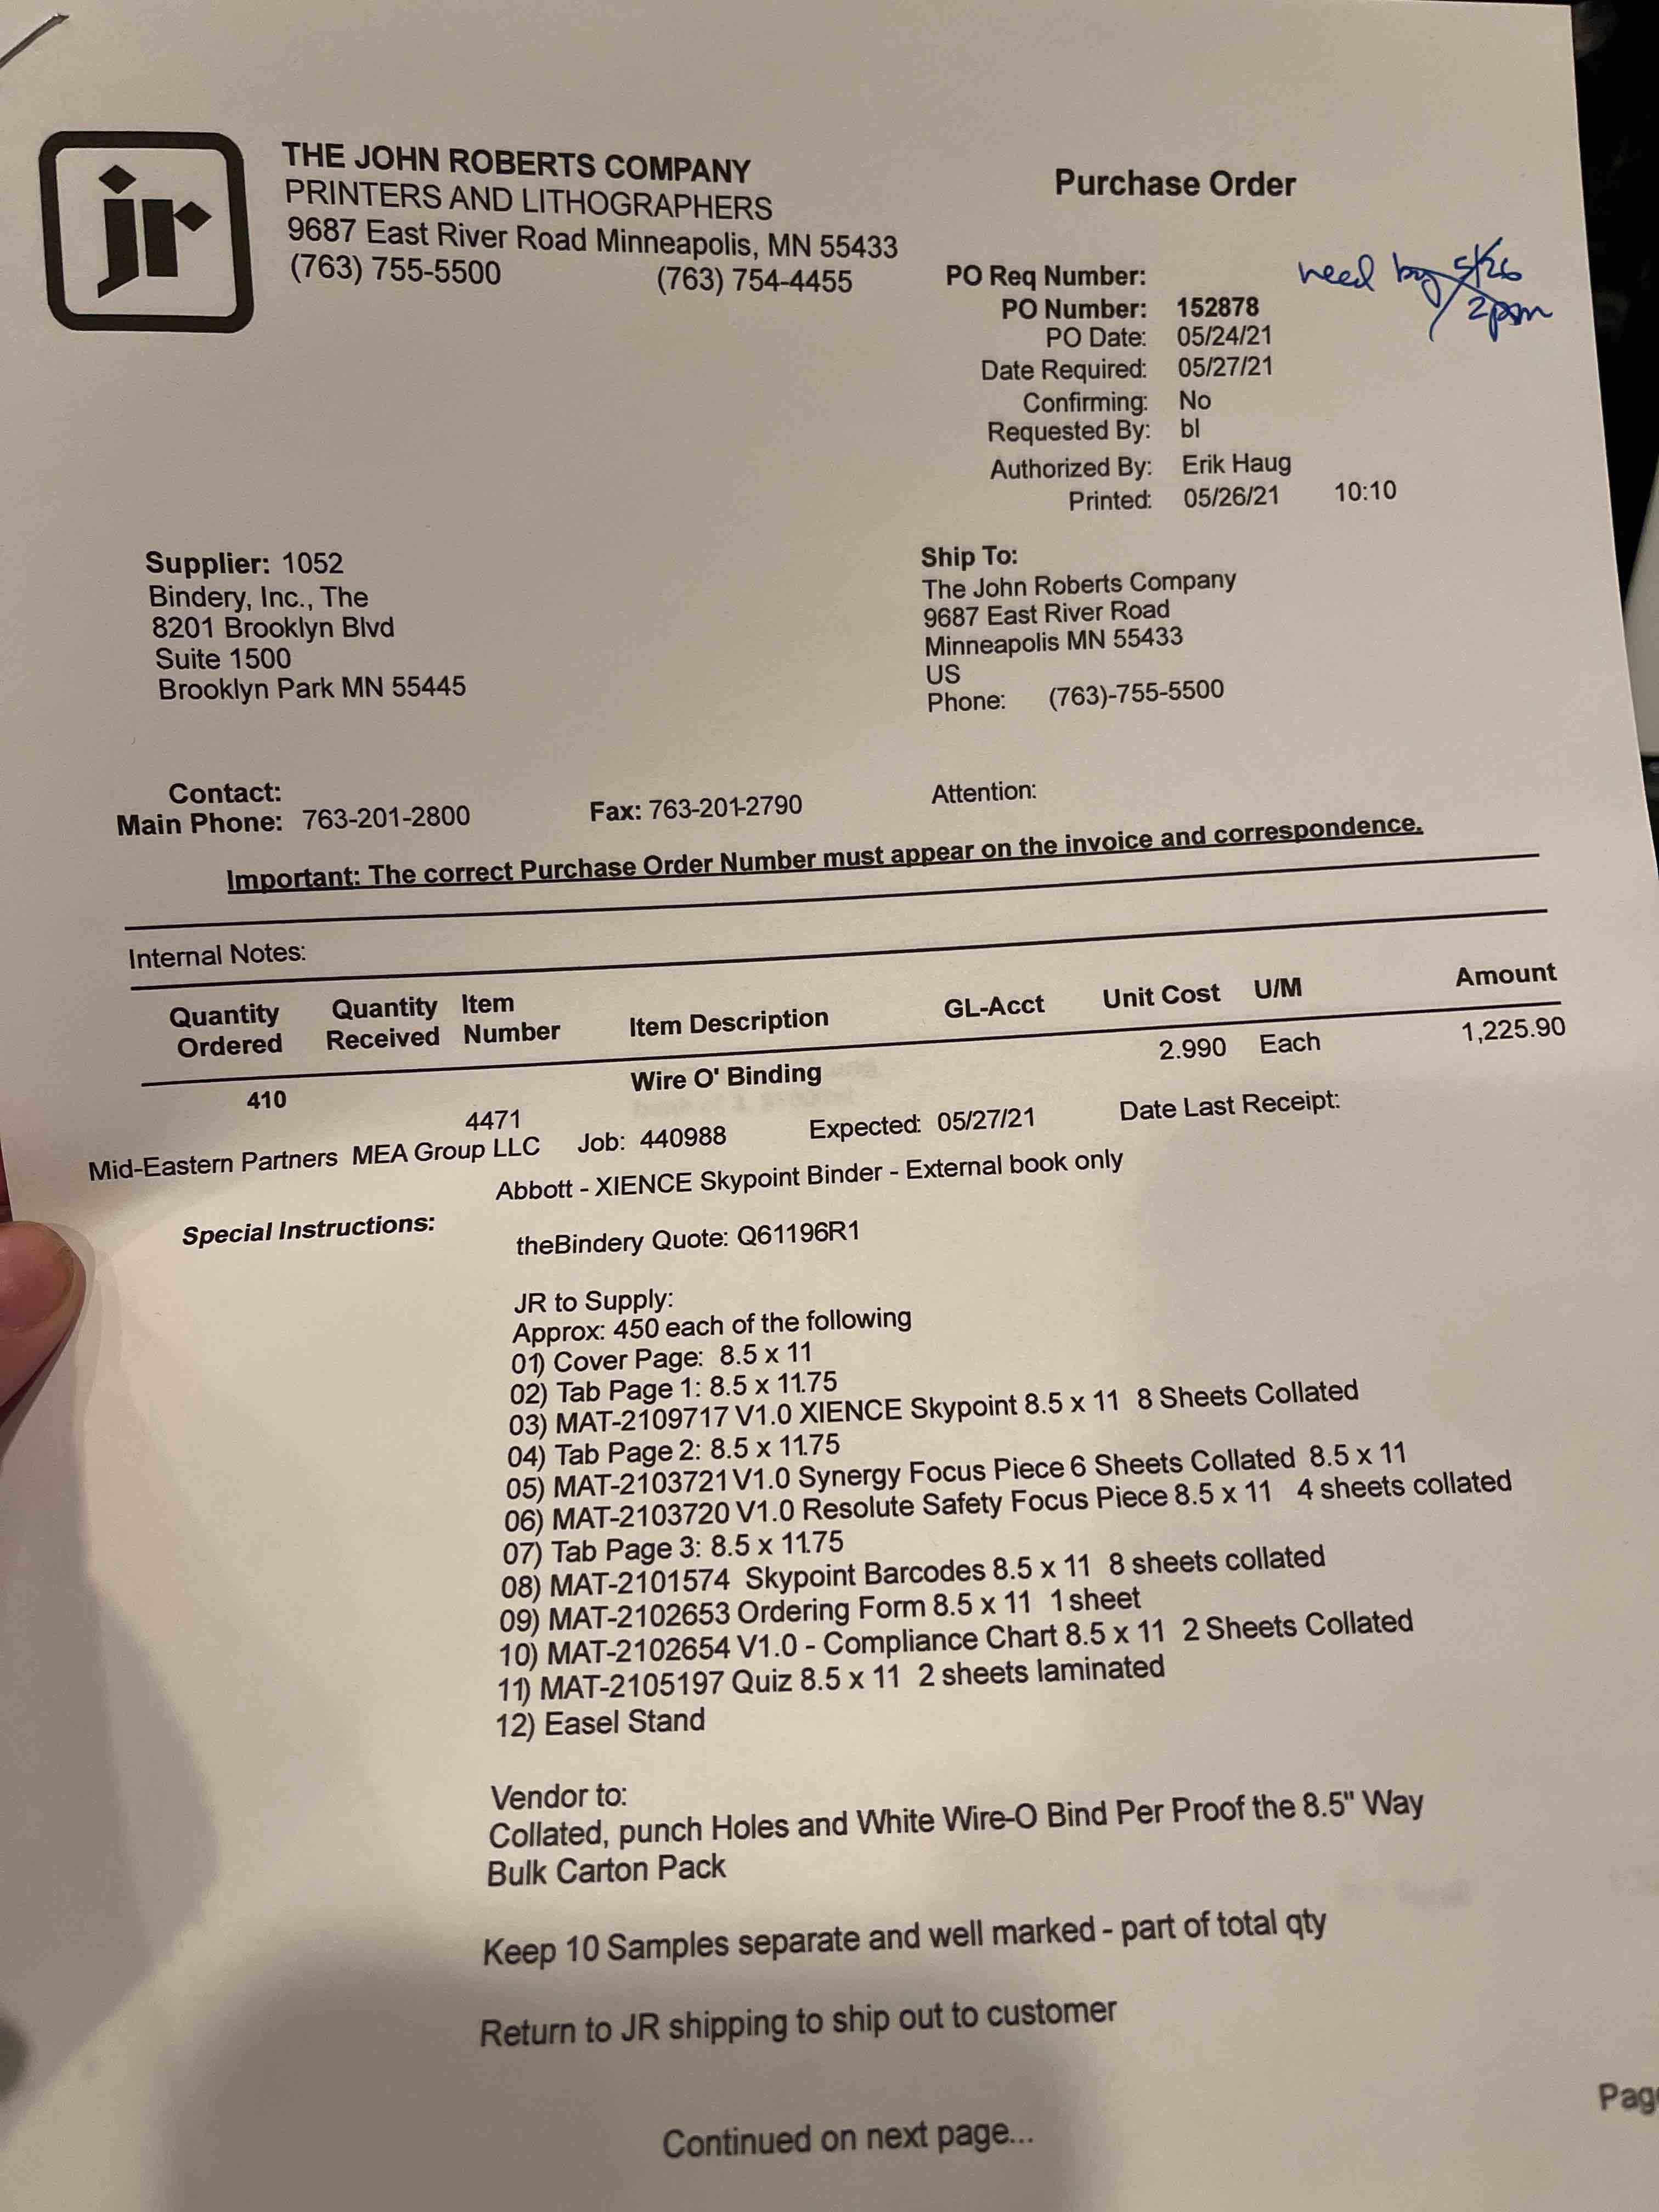 jr
THE JOHN ROBERTS COMPANY
PRINTERS AND LITHOGRAPHERS
9687 East River Road Minneapolis, MN 55433
(763) 755-5500 (763) 754-4455
Purchase Order
need by 5/26
2pm
PO Req Number:
PO Number: 152878
PO Date: 05/24/21
Date Required: 05/27/21
Confirming: No
Requested By: bl
Authorized By: Erik Haug
Printed: 05/26/21 10:10
Supplier: 1052
Bindery, Inc., The
8201 Brooklyn Blvd
Suite 1500
Brooklyn Park MN 55445
Ship To:
The John Roberts Company
9687 East River Road
Minneapolis MN 55433
US
Phone: (763)-755-5500
Contact:
Main Phone: 763-201-2800 Fax: 763-201-2790 Attention:
Important: The correct Purchase Order Number must appear on the invoice and correspondence.
Internal Notes:
Quantity Ordered Quantity Received Item Number Item Description GL-Acct Unit Cost U/M Amount
410 Wire O' Binding 2.990 Each 1,225.90
4471
Mid-Eastern Partners MEA Group LLC Job: 440988 Expected: 05/27/21 Date Last Receipt:
Abbott - XIENCE Skypoint Binder - External book only
Special Instructions:
theBindery Quote: Q61196R1
JR to Supply:
Approx: 450 each of the following
01) Cover Page: 8.5 x 11
02) Tab Page 1: 8.5 x 11.75
03) MAT-2109717 V1.0 XIENCE Skypoint 8.5 x 11 8 Sheets Collated
04) Tab Page 2: 8.5 x 11.75
05) MAT-2103721 V1.0 Synergy Focus Piece 6 Sheets Collated 8.5 x 11
06) MAT-2103720 V1.0 Resolute Safety Focus Piece 8.5 x 11 4 sheets collated
07) Tab Page 3: 8.5 x 11.75
08) MAT-2101574 Skypoint Barcodes 8.5 x 11 8 sheets collated
09) MAT-2102653 Ordering Form 8.5 x 11 1 sheet
10) MAT-2102654 V1.0 - Compliance Chart 8.5 x 11 2 Sheets Collated
11) MAT-2105197 Quiz 8.5 x 11 2 sheets laminated
12) Easel Stand
Vendor to:
Collated, punch Holes and White Wire-O Bind Per Proof the 8.5" Way
Bulk Carton Pack
Keep 10 Samples separate and well marked - part of total qty
Return to JR shipping to ship out to customer
Continued on next page...